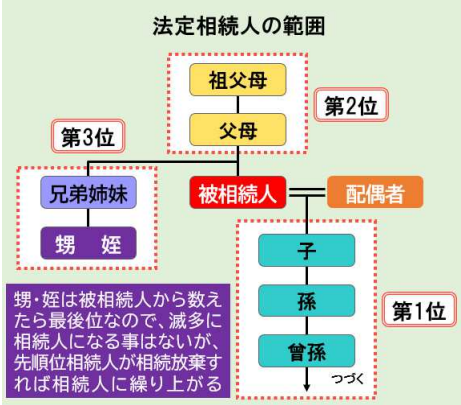 法定相続人の範囲
祖父母
第2位
父母
第3位
兄弟姉妹
被相続人
配偶者
甥 姪
子
孫
第1位
曾孫
つづく
甥・姪は被相続人から数え
たら最後位なので、滅多に
相続人になる事はないが、
先順位相続人が相続放棄す
れば相続人に繰り上がる